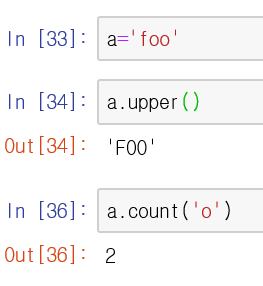 In [33]: a='foo'
In [34]: a.upper()
Out[34]: 'FOO'
In [36]: a.count('o')
Out[36]: 2